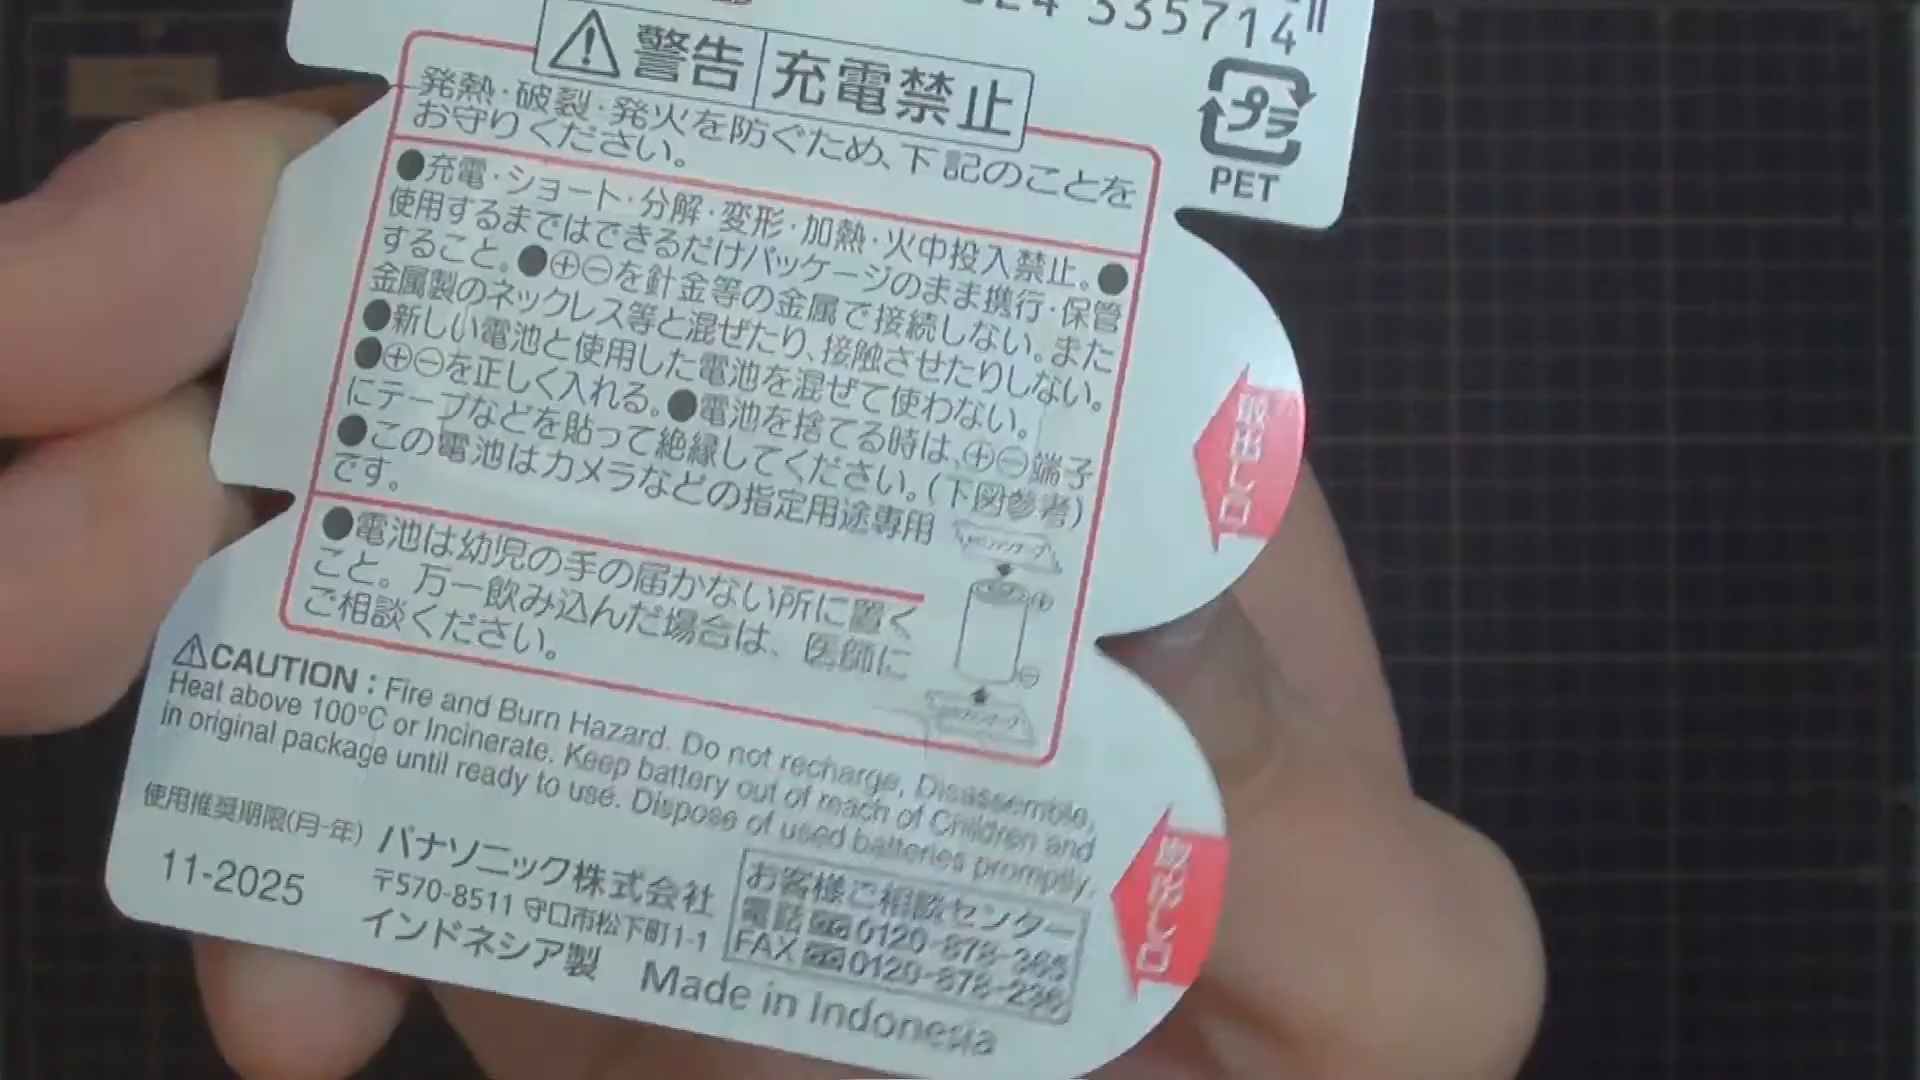 335714
⚠警告 充電禁止
プラ
PET
発熱・破裂・発火を防ぐため、下記のことを
お守りください。
●充電・ショート・分解・変形・加熱・火中投入禁止。●
使用するまではできるだけパッケージのまま携行・保管
すること。●⊕⊖を針金等の金属で接続しない。また
金属製のネックレス等と混ぜたり、接触させたりしない。
●新しい電池と使用した電池を混ぜて使わない。
●⊕⊖を正しく入れる。●電池を捨てる時は、⊕⊖端子
にテープなどを貼って絶縁してください。(下図参考)
●この電池はカメラなどの指定用途専用
です。
●電池は幼児の手の届かない所に置く
こと。万一飲み込んだ場合は、医師に
ご相談ください。
⊕
⊖
取出し口
⚠CAUTION : Fire and Burn Hazard. Do not recharge, Disassemble,
Heat above 100°C or Incinerate. Keep battery out of reach of Children and
in original package until ready to use. Dispose of used batteries promptly.
使用推奨期限(月-年)
11-2025
パナソニック株式会社
〒570-8511 守口市松下町1-1
インドネシア製 Made in Indonesia
お客様ご相談センター
電話 0120-878-365
FAX 0120-878-236
取出し口